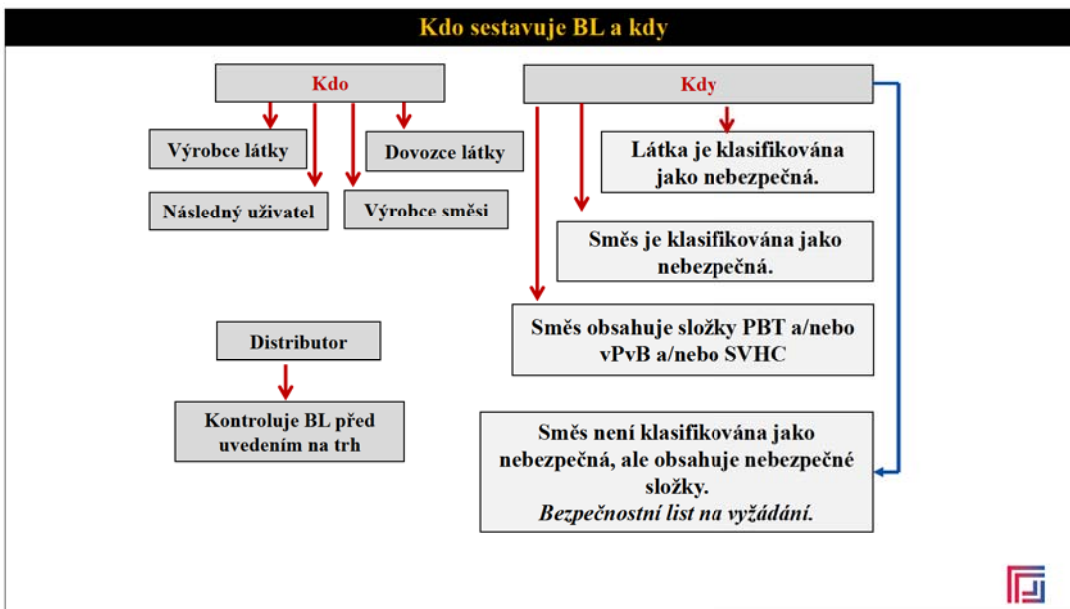 Kdo sestavuje BL a kdy
Kdo
Výrobce látky
Dovozce látky
Následný uživatel
Výrobce směsi
Distributor
Kontroluje BL před
uvedením na trh
Kdy
Látka je klasifikována
jako nebezpečná.
Směs je klasifikována jako
nebezpečná.
Směs obsahuje složky PBT a/nebo
vPvB a/nebo SVHC
Směs není klasifikována jako
nebezpečná, ale obsahuje nebezpečné
složky.
Bezpečnostní list na vyžádání.